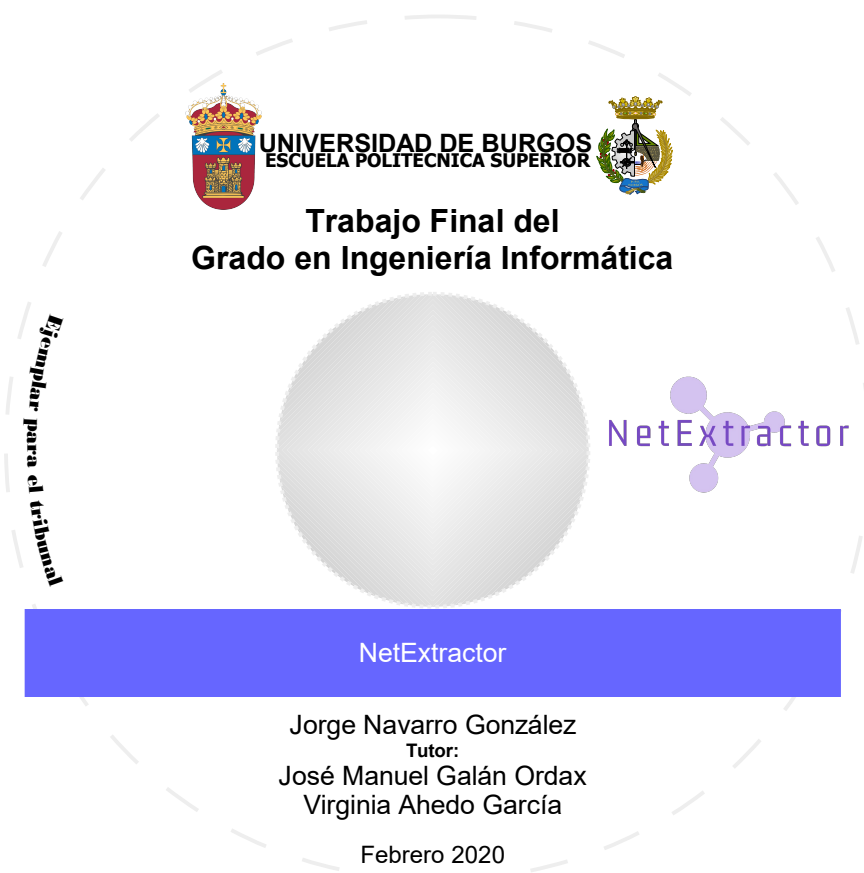 UNIVERSIDAD DE BURGOS
ESCUELA POLITECNICA SUPERIOR
Trabajo Final del
Grado en Ingeniería Informática
Ejemplar para el tribunal
NetExtractor
NetExtractor
Jorge Navarro González
Tutor:
José Manuel Galán Ordax
Virginia Ahedo García
Febrero 2020